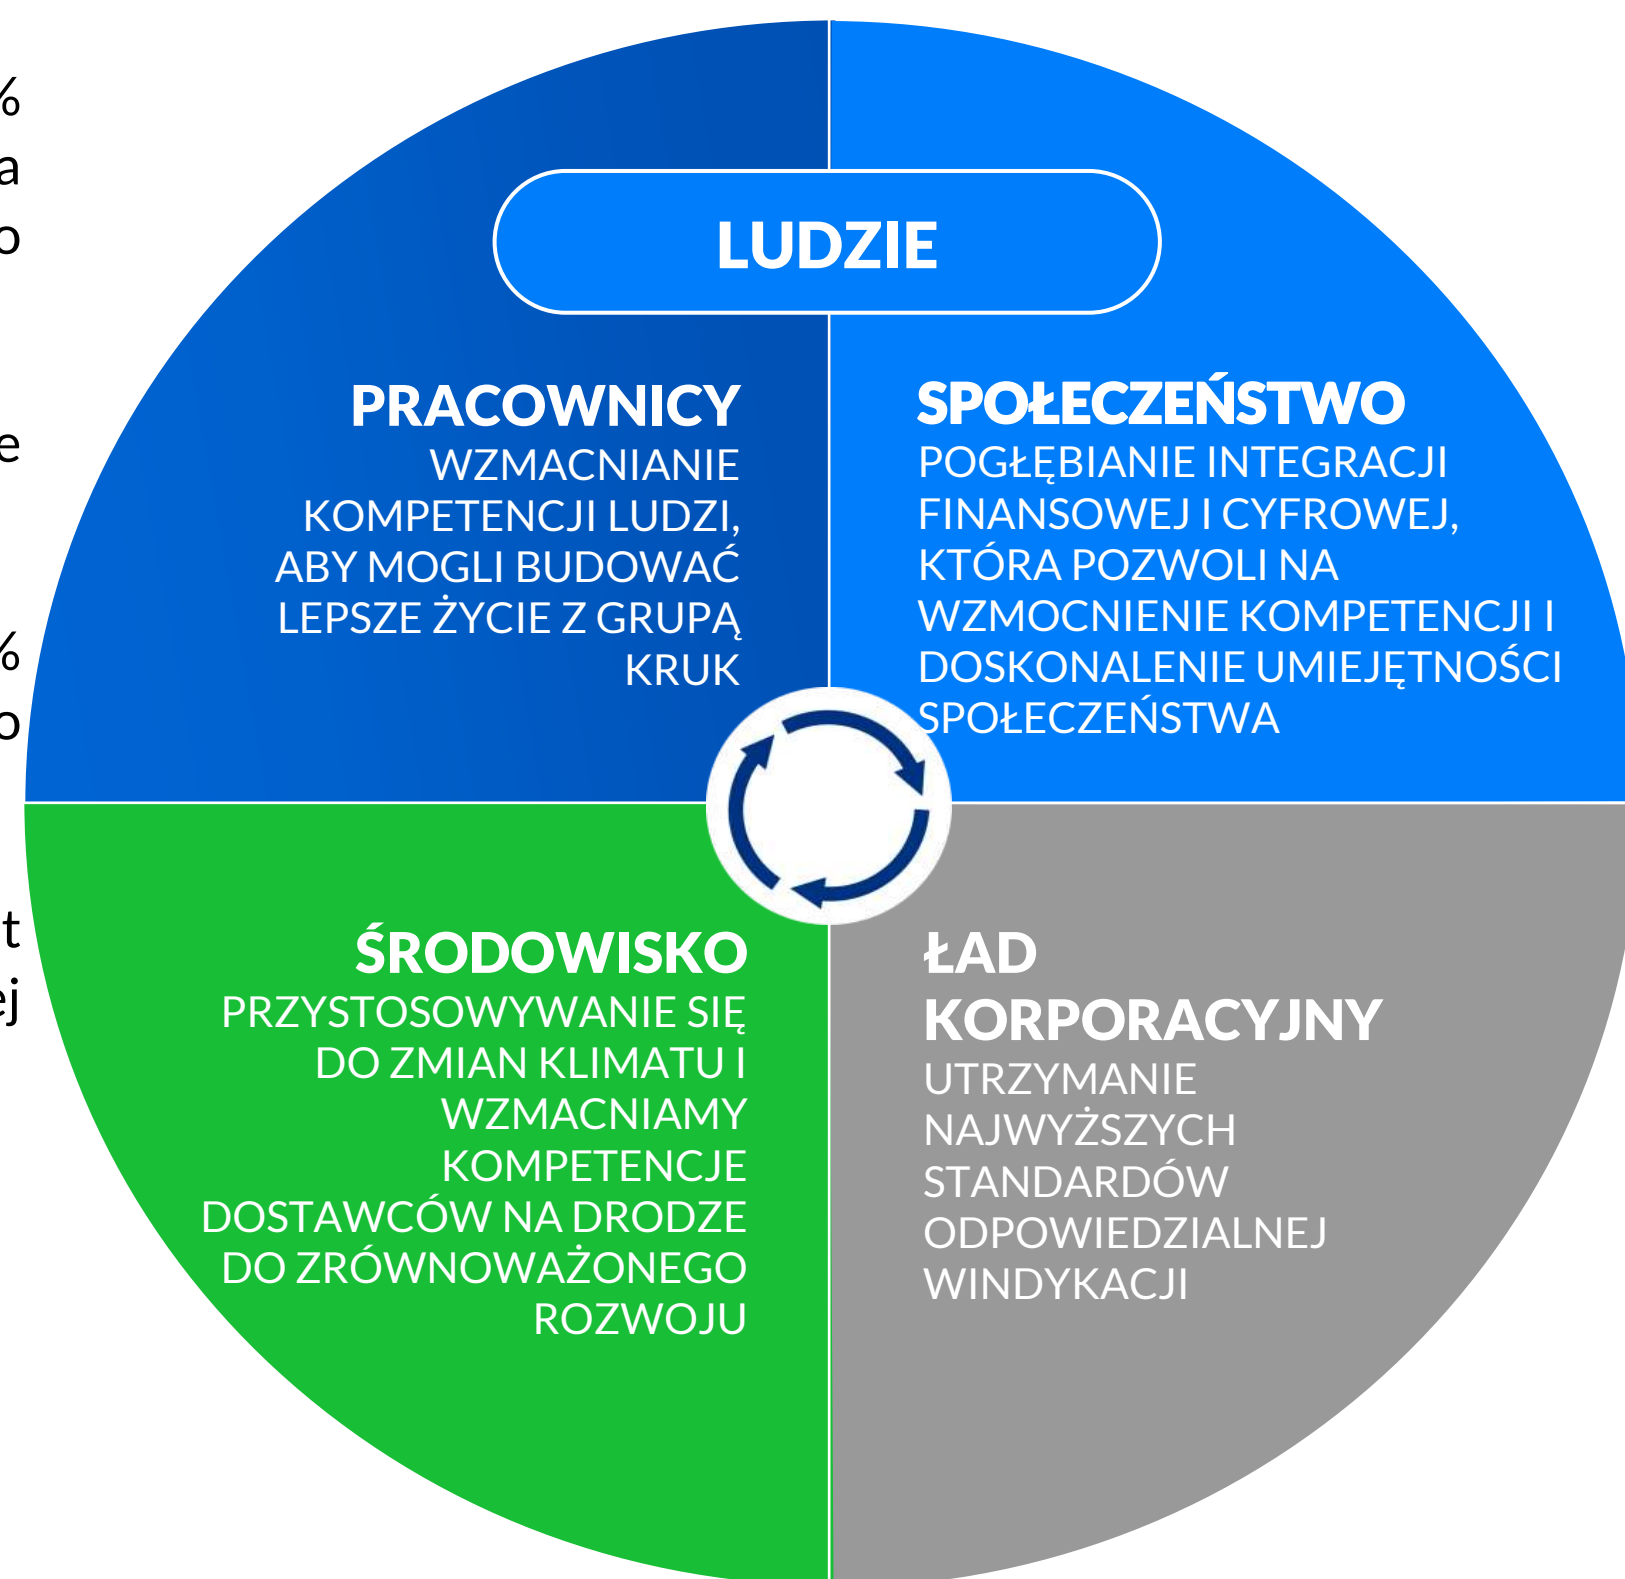 %
a
o
e
%
o
t
ej
LUDZIE
PRACOWNICY
WZMACNIANIE
KOMPETENCJI LUDZI,
ABY MOGLI BUDOWAĆ
LEPSZE ŻYCIE Z GRUPĄ
KRUK
SPOŁECZEŃSTWO
POGŁĘBIANIE INTEGRACJI
FINANSOWEJ I CYFROWEJ,
KTÓRA POZWOLI NA
WZMOCNIENIE KOMPETENCJI I
DOSKONALENIE UMIEJĘTNOŚCI
SPOŁECZEŃSTWA
ŚRODOWISKO
PRZYSTOSOWYWANIE SIĘ
DO ZMIAN KLIMATU I
WZMACNIAMY
KOMPETENCJE
DOSTAWCÓW NA DRODZE
DO ZRÓWNOWAŻONEGO
ROZWOJU
ŁAD
KORPORACYJNY
UTRZYMANIE
NAJWYŻSZYCH
STANDARDÓW
ODPOWIEDZIALNEJ
WINDYKACJI